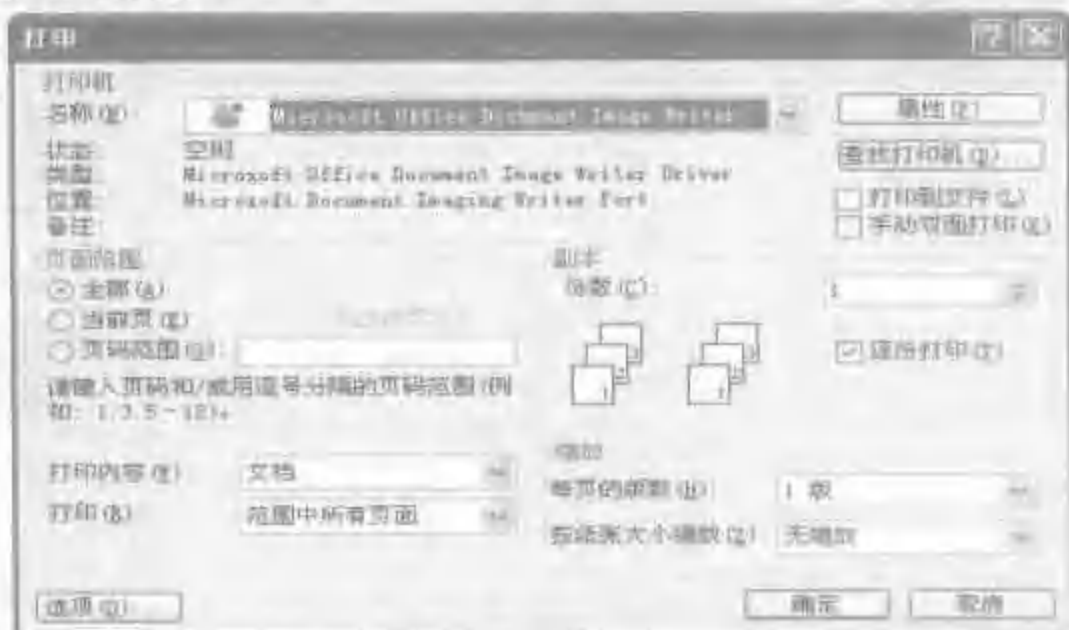 打印
打印机
名称(N): Microsoft Office Document Image Writer 属性(P)
状态: 空闲 查找打印机(D)...
类型: Microsoft Office Document Image Writer Driver
位置: Microsoft Document Imaging Writer Port 打印到文件(L)
备注: 手动双面打印(X)
页面范围 副本
全部(A) 份数(C): 1
当前页(E)
页码范围(G): 逐份打印(T)
请键入页码和/或用逗号分隔的页码范围(例
如: 1,3,5-12)。
1 1
缩放
打印内容(W): 文档 每页的版数(H): 1 版
打印(R): 范围中所有页面 按纸张大小缩放(Z): 无缩放
选项(O)... 确定 取消